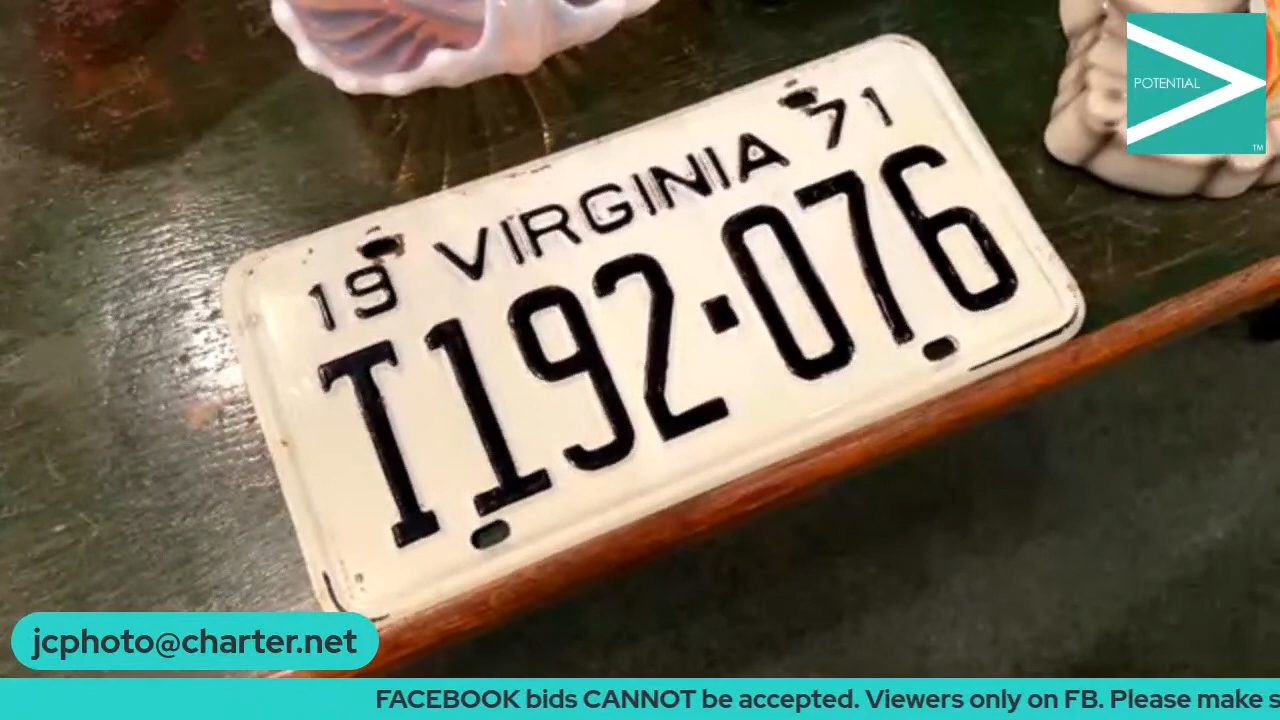 POTENTIAL
TM
19 VIRGINIA 71
T192·076
jcphoto@charter.net
FACEBOOK bids CANNOT be accepted. Viewers only on FB. Please make s